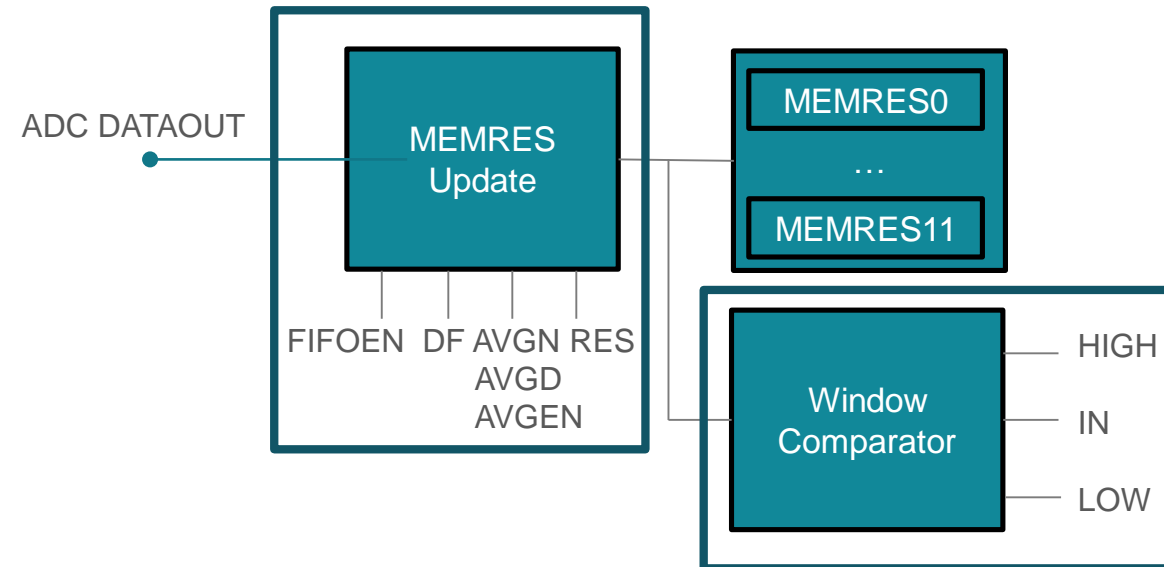 ADC DATAOUT
MEMRES
Update
FIFOEN DF AVGN RES
AVGD
AVGEN
MEMRES0
...
MEMRES11
Window
Comparator
HIGH
IN
LOW